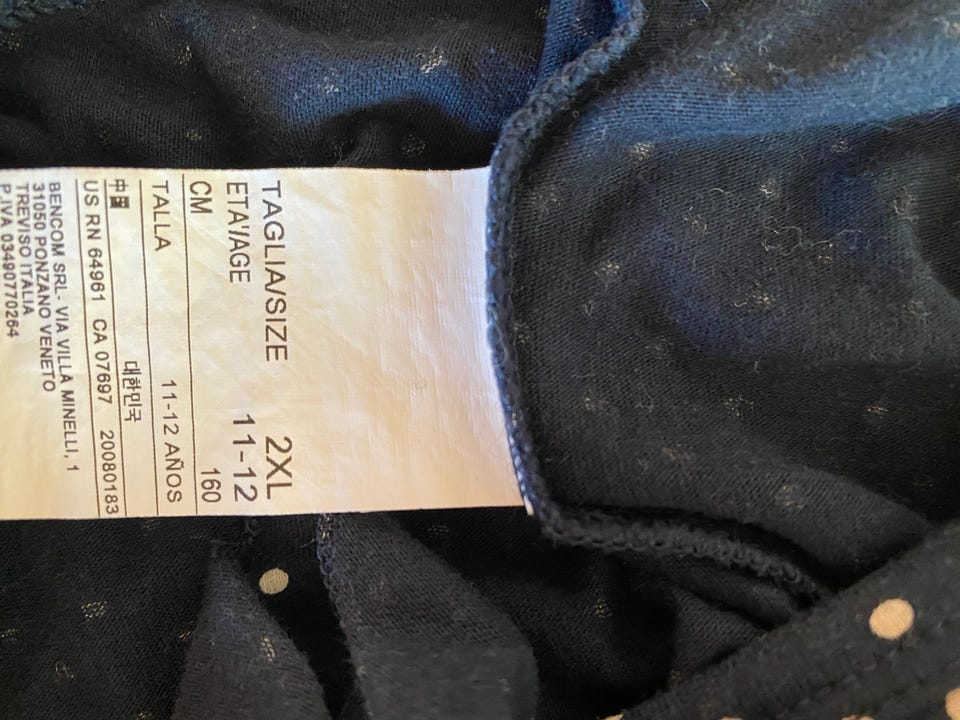 TAGLIA/SIZE 2XL
ETA'/AGE 11-12
CM 160
TALLA 11-12 AÑOS
中国 대한민국
US RN 64961 CA 07697 20080183
BENCOM SRL- VIA VILLA MINELLI, 1
31050 PONZANO VENETO
TREVISO ITALIA
P.IVA 03490770264